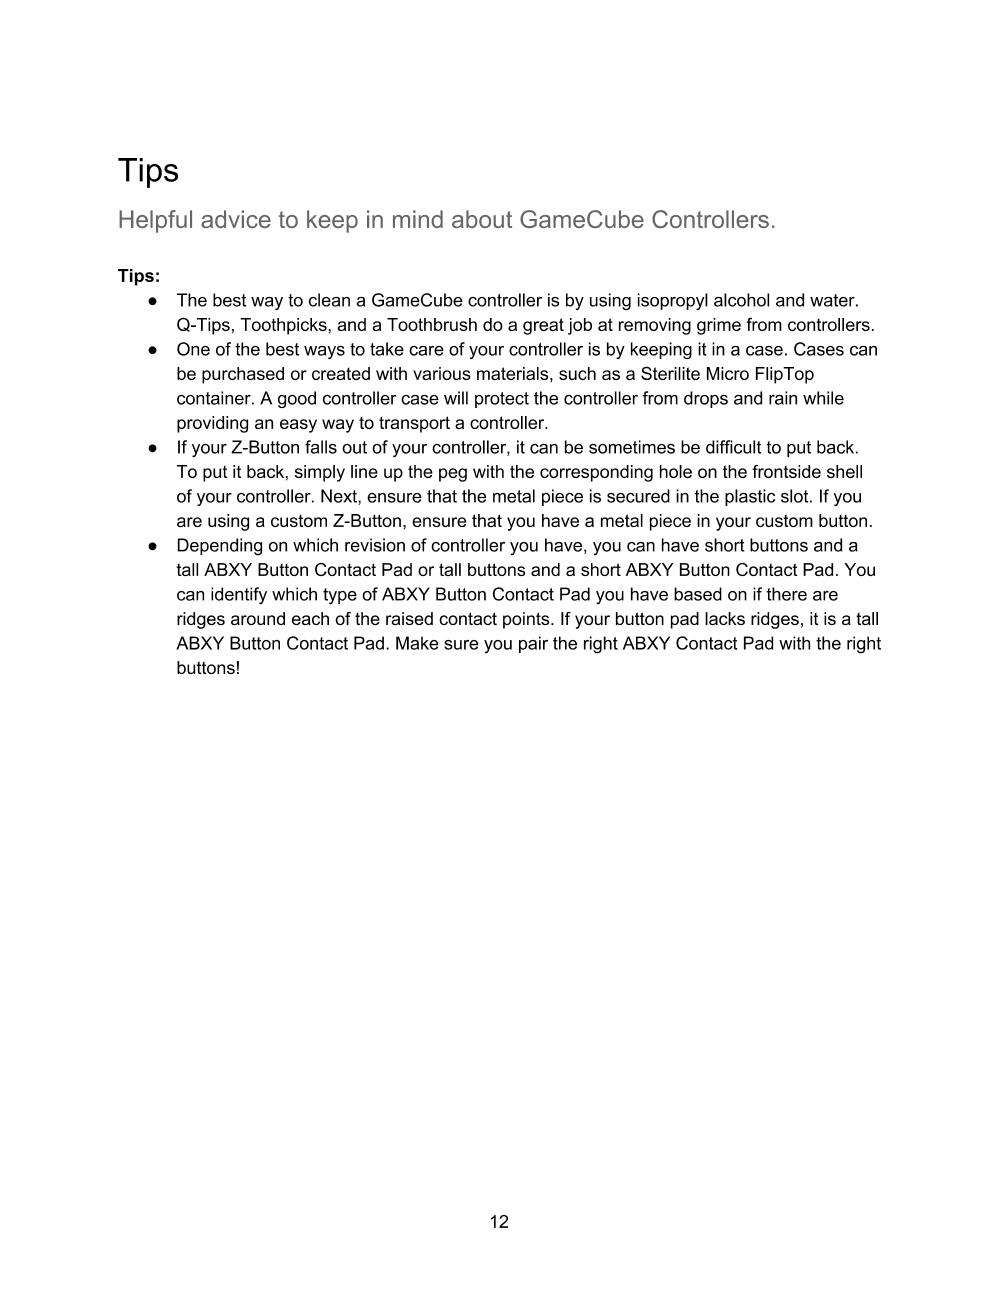 Tips
Helpful advice to keep in mind about GameCube Controllers.
Tips:
● The best way to clean a GameCube controller is by using isopropyl alcohol and water.
Q-Tips, Toothpicks, and a Toothbrush do a great job at removing grime from controllers.
● One of the best ways to take care of your controller is by keeping it in a case. Cases can
be purchased or created with various materials, such as a Sterilite Micro FlipTop
container. A good controller case will protect the controller from drops and rain while
providing an easy way to transport a controller.
● If your Z-Button falls out of your controller, it can be sometimes be difficult to put back.
To put it back, simply line up the peg with the corresponding hole on the frontside shell
of your controller. Next, ensure that the metal piece is secured in the plastic slot. If you
are using a custom Z-Button, ensure that you have a metal piece in your custom button.
● Depending on which revision of controller you have, you can have short buttons and a
tall ABXY Button Contact Pad or tall buttons and a short ABXY Button Contact Pad. You
can identify which type of ABXY Button Contact Pad you have based on if there are
ridges around each of the raised contact points. If your button pad lacks ridges, it is a tall
ABXY Button Contact Pad. Make sure you pair the right ABXY Contact Pad with the right
buttons!
12